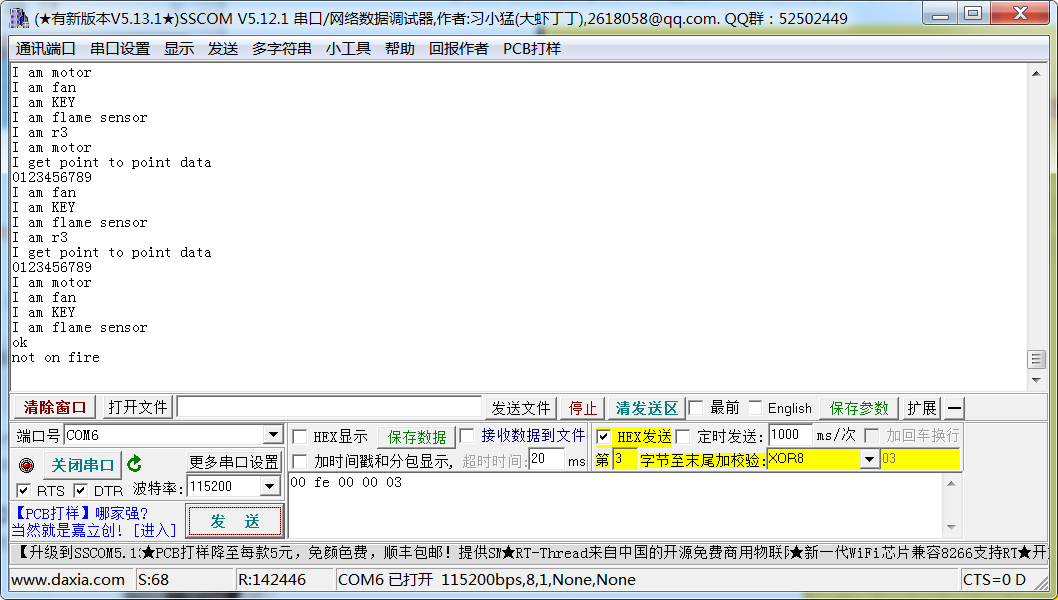 (★有新版本V5.13.1★)SSCOM V5.12.1 串口/网络数据调试器,作者:习小猛(大虾丁丁),2618058@qq.com. QQ群：52502449
通讯端口 串口设置 显示 发送 多字符串 小工具 帮助 回报作者 PCB打样
I am motor
I am fan
I am KEY
I am flame sensor
I am r3
I am motor
I get point to point data
0123456789
I am fan
I am KEY
I am flame sensor
I am r3
I get point to point data
0123456789
I am motor
I am fan
I am KEY
I am flame sensor
ok
not on fire
清除窗口 打开文件 发送文件 停止 清发送区 最前 English 保存参数 扩展 —
端口号 COM6 HEX显示 保存数据 接收数据到文件 HEX发送 定时发送: 1000 ms/次 加回车换行
关闭串口 更多串口设置 加时间戳和分包显示, 超时时间: 20 ms 第 3 字节至末尾加校验: XOR8 03
RTS DTR 波特率: 115200 00 fe 00 00 03
【PCB打样】哪家强?
当然就是嘉立创! [进入] 发 送
【升级到SSCOM5.1 ★PCB打样降至每款5元，免颜色费，顺丰包邮！提供SM ★RT-Thread来自中国的开源免费商用物联 ★新一代WiFi芯片兼容8266支持RT ★开
www.daxia.com S:68 R:142446 COM6 已打开 115200bps,8,1,None,None CTS=0 D